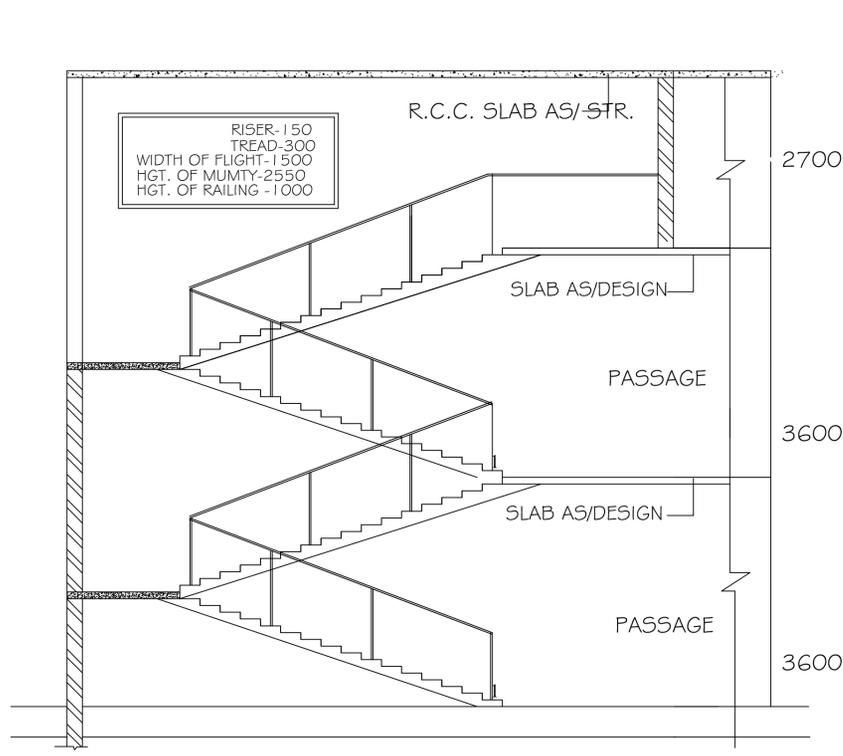 R.C.C. SLAB AS/ STR.
RISER-150
TREAD-300
WIDTH OF FLIGHT-1500
HGT. OF MUMTY-2550
HGT. OF RAILING -1000
2700
SLAB AS/DESIGN
PASSAGE
3600
SLAB AS/DESIGN
PASSAGE
3600